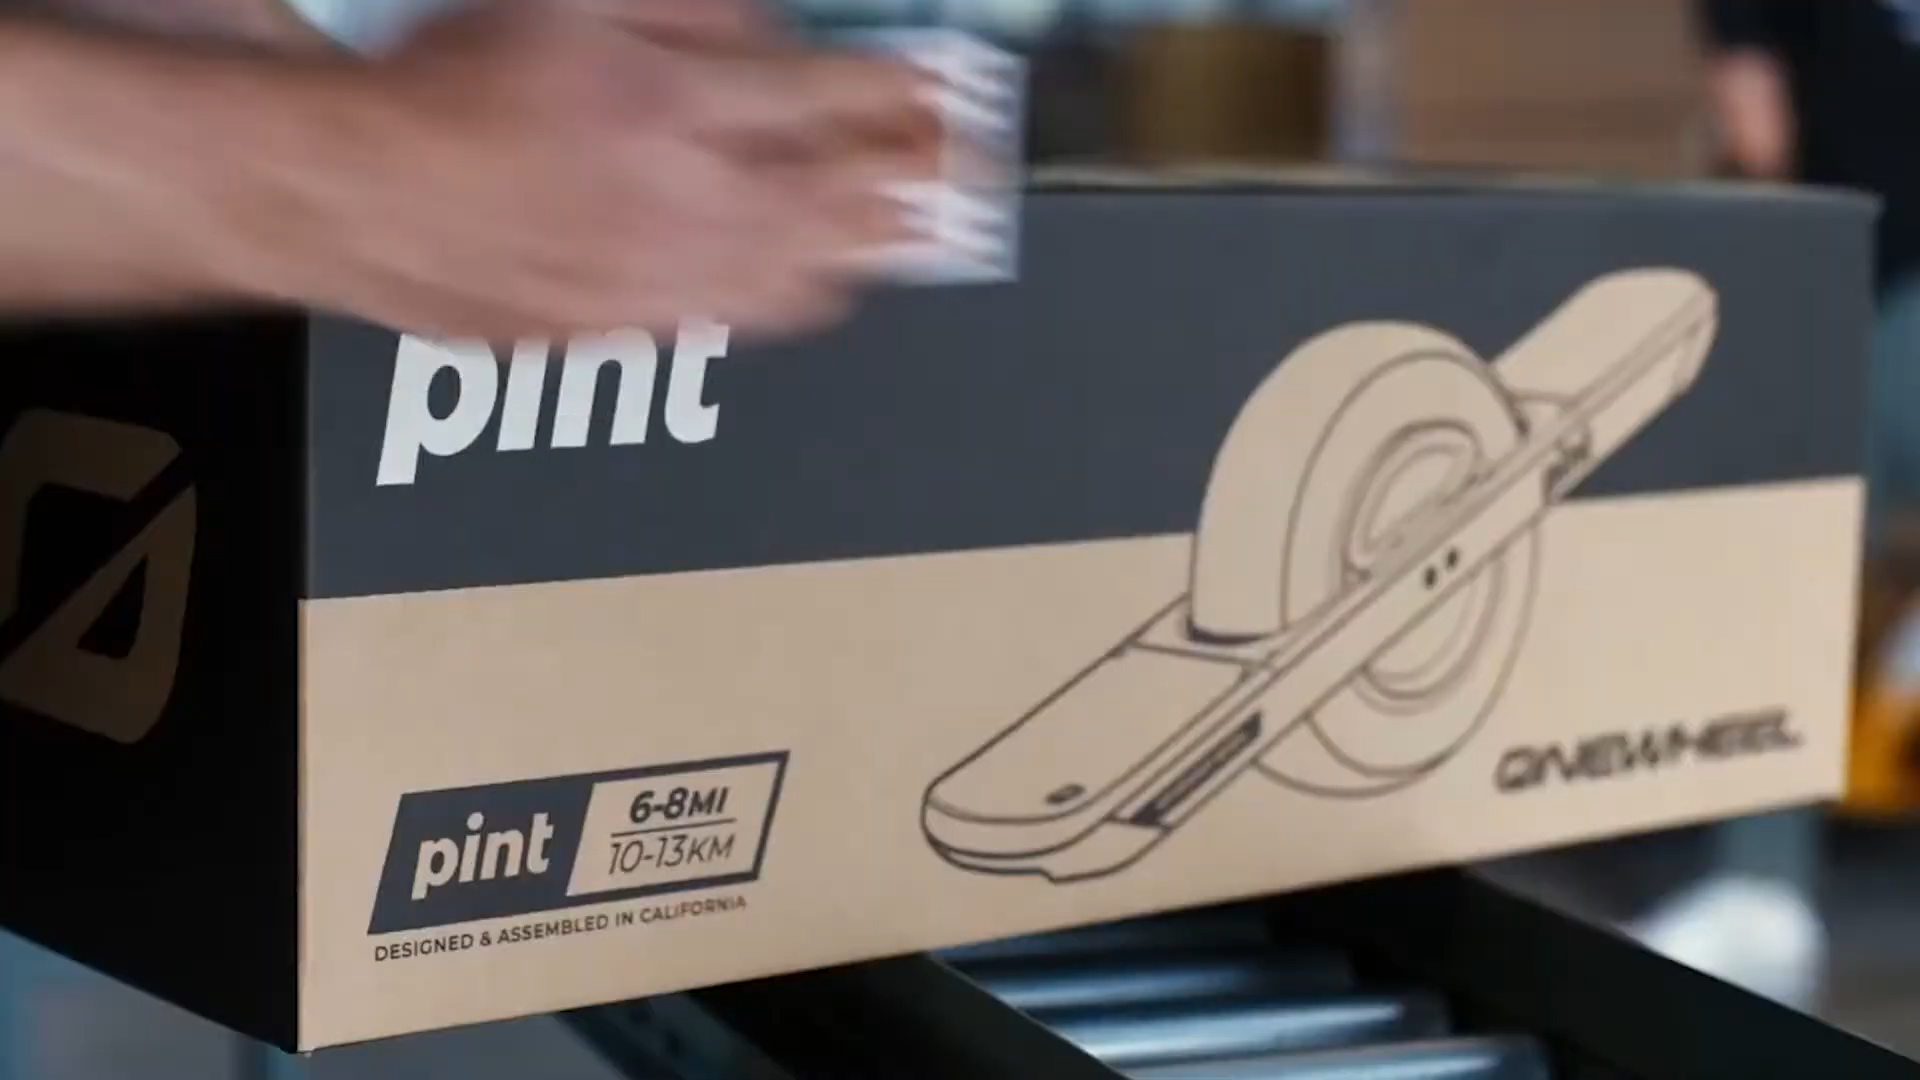 pint
pint
6-8MI
10-13KM
DESIGNED & ASSEMBLED IN CALIFORNIA
ONEWHEEL